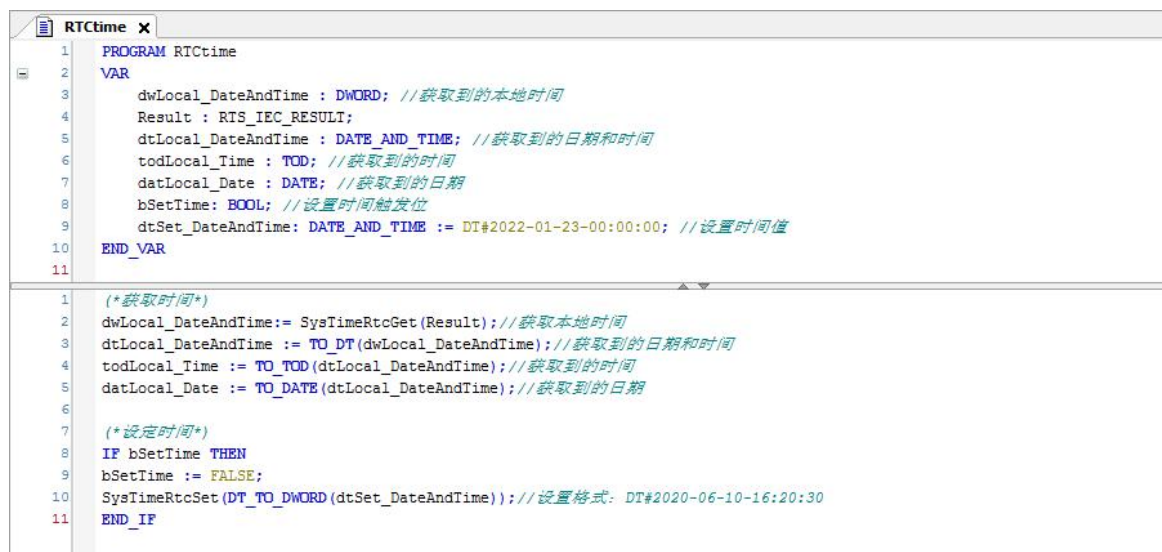 RTCtime
1 PROGRAM RTCtime
2 VAR
3 dwLocal_DateAndTime : DWORD; //获取到的本地时间
4 Result : RTS_IEC_RESULT;
5 dtLocal_DateAndTime : DATE_AND_TIME; //获取到的日期和时间
6 todLocal_Time : TOD; //获取到的时间
7 datLocal_Date : DATE; //获取到的日期
8 bSetTime: BOOL; //设置时间触发位
9 dtSet_DateAndTime: DATE_AND_TIME := DT#2022-01-23-00:00:00; //设置时间值
10 END_VAR
11
1 (*获取时间*)
2 dwLocal_DateAndTime:= SysTimeRtcGet(Result);//获取本地时间
3 dtLocal_DateAndTime := TO_DT(dwLocal_DateAndTime);//获取到的日期和时间
4 todLocal_Time := TO_TOD(dtLocal_DateAndTime);//获取到的时间
5 datLocal_Date := TO_DATE(dtLocal_DateAndTime);//获取到的日期
6
7 (*设定时间*)
8 IF bSetTime THEN
9 bSetTime := FALSE;
10 SysTimeRtcSet(DT_TO_DWORD(dtSet_DateAndTime));//设置格式: DT#2020-06-10-16:20:30
11 END_IF